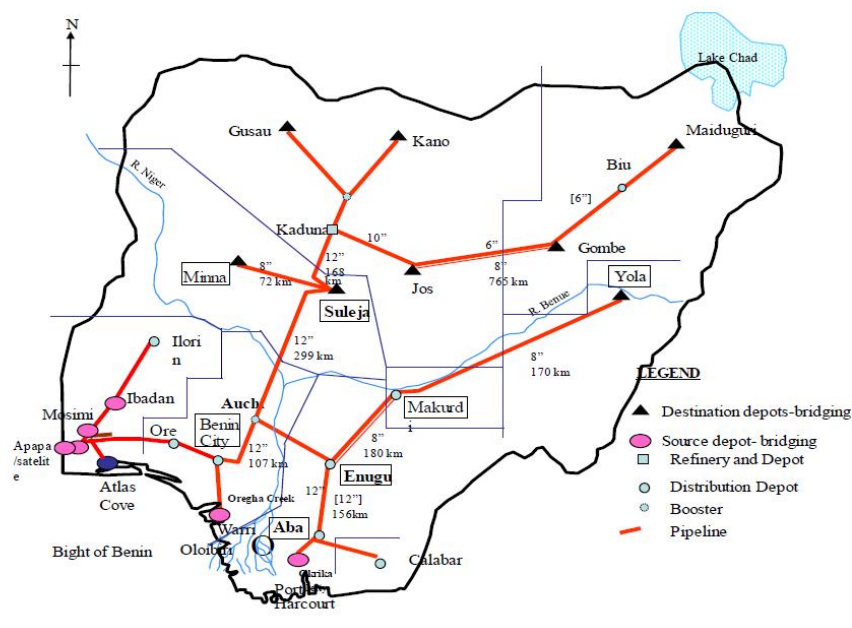 N
Lake Chad
Gusau
Kano
Maiduguri
R. Niger
Biu
[6”]
Kaduna
10”
6”
Gombe
12”
168
km
8”
72 km
Minna
8”
765 km
Jos
Yola
Suleja
R. Benue
12”
299 km
8”
170 km
Ilori
n
Ibadan
Mosimi
Auchi
Makurd
i
Ore
Benin
City
Apapa
/satelit
e
12”
107 km
8”
180 km
Enugu
Atlas
Cove
Oregha Creek
12”
[12”]
156km
Warri
Aba
Bight of Benin
Oloibiri
Calabar
Okrika
Port
Harcourt
LEGEND
Destination depots-bridging
Source depot- bridging
Refinery and Depot
Distribution Depot
Booster
Pipeline